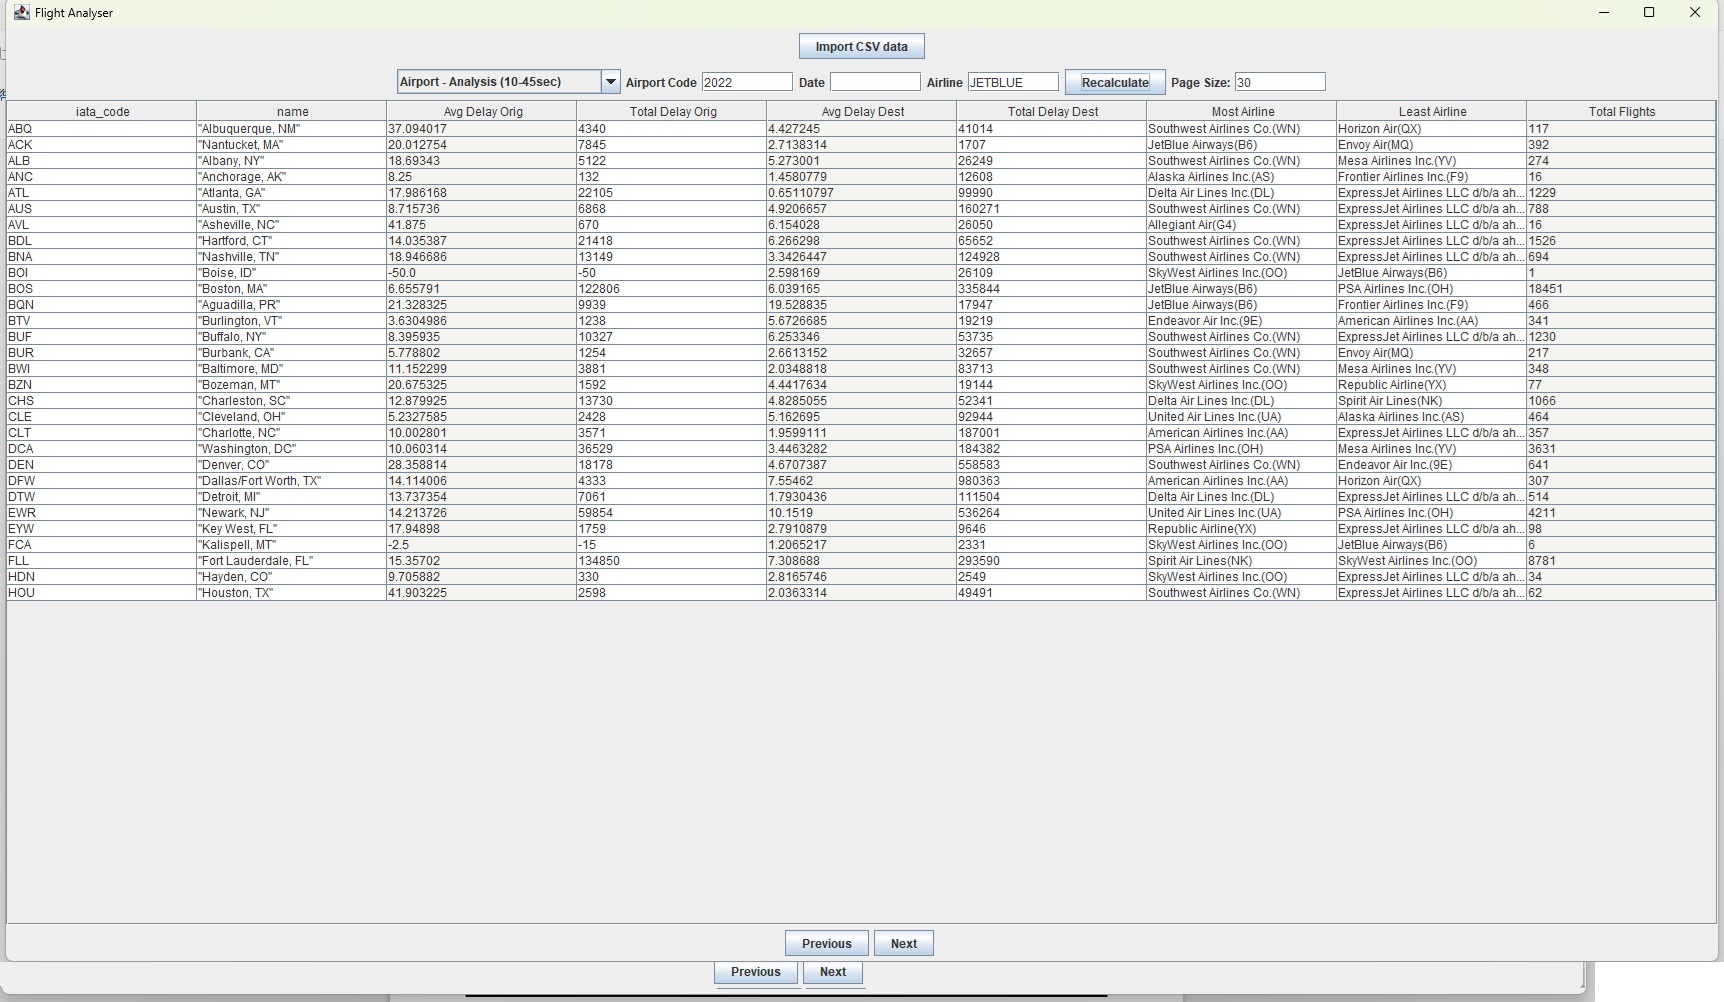 Flight Analyser
Import CSV data
Airport - Analysis (10-45sec) Airport Code 2022 Date Airline JETBLUE Recalculate Page Size: 30
iata_code name Avg Delay Orig Total Delay Orig Avg Delay Dest Total Delay Dest Most Airline Least Airline Total Flights
ABQ "Albuquerque, NM" 37.094017 4340 4.427245 41014 Southwest Airlines Co.(WN) Horizon Air(QX) 117
ACK "Nantucket, MA" 20.012754 7845 2.7138314 1707 JetBlue Airways(B6) Envoy Air(MQ) 392
ALB "Albany, NY" 18.69343 5122 5.273001 26249 Southwest Airlines Co.(WN) Mesa Airlines Inc.(YV) 274
ANC "Anchorage, AK" 8.25 132 1.4580779 12608 Alaska Airlines Inc.(AS) Frontier Airlines Inc.(F9) 16
ATL "Atlanta, GA" 17.986168 22105 0.65110797 99990 Delta Air Lines Inc.(DL) ExpressJet Airlines LLC d/b/a ah... 1229
AUS "Austin, TX" 8.715736 6868 4.9206657 160271 Southwest Airlines Co.(WN) ExpressJet Airlines LLC d/b/a ah... 788
AVL "Asheville, NC" 41.875 670 6.154028 26050 Allegiant Air(G4) ExpressJet Airlines LLC d/b/a ah... 16
BDL "Hartford, CT" 14.035387 21418 6.266298 65652 Southwest Airlines Co.(WN) ExpressJet Airlines LLC d/b/a ah... 1526
BNA "Nashville, TN" 18.946686 13149 3.3426447 124928 Southwest Airlines Co.(WN) ExpressJet Airlines LLC d/b/a ah... 694
BOI "Boise, ID" -50.0 -50 2.598169 26109 SkyWest Airlines Inc.(OO) JetBlue Airways(B6) 1
BOS "Boston, MA" 6.655791 122806 6.039165 335844 JetBlue Airways(B6) PSA Airlines Inc.(OH) 18451
BQN "Aguadilla, PR" 21.328325 9939 19.528835 17947 JetBlue Airways(B6) Frontier Airlines Inc.(F9) 466
BTV "Burlington, VT" 3.6304986 1238 5.6726685 19219 Endeavor Air Inc.(9E) American Airlines Inc.(AA) 341
BUF "Buffalo, NY" 8.395935 10327 6.253346 53735 Southwest Airlines Co.(WN) ExpressJet Airlines LLC d/b/a ah... 1230
BUR "Burbank, CA" 5.778802 1254 2.6613152 32657 Southwest Airlines Co.(WN) Envoy Air(MQ) 217
BWI "Baltimore, MD" 11.152299 3881 2.0348818 83713 Southwest Airlines Co.(WN) Mesa Airlines Inc.(YV) 348
BZN "Bozeman, MT" 20.675325 1592 4.4417634 19144 SkyWest Airlines Inc.(OO) Republic Airline(YX) 77
CHS "Charleston, SC" 12.879925 13730 4.8285055 52341 Delta Air Lines Inc.(DL) Spirit Air Lines(NK) 1066
CLE "Cleveland, OH" 5.2327585 2428 5.162695 92944 United Air Lines Inc.(UA) Alaska Airlines Inc.(AS) 464
CLT "Charlotte, NC" 10.002801 3571 1.9599111 187001 American Airlines Inc.(AA) ExpressJet Airlines LLC d/b/a ah... 357
DCA "Washington, DC" 10.060314 36529 3.4463282 184382 PSA Airlines Inc.(OH) Mesa Airlines Inc.(YV) 3631
DEN "Denver, CO" 28.358814 18178 4.6707387 558583 Southwest Airlines Co.(WN) Endeavor Air Inc.(9E) 641
DFW "Dallas/Fort Worth, TX" 14.114006 4333 7.55462 980363 American Airlines Inc.(AA) Horizon Air(QX) 307
DTW "Detroit, MI" 13.737354 7061 1.7930436 111504 Delta Air Lines Inc.(DL) ExpressJet Airlines LLC d/b/a ah... 514
EWR "Newark, NJ" 14.213726 59854 10.1519 536264 United Air Lines Inc.(UA) PSA Airlines Inc.(OH) 4211
EYW "Key West, FL" 17.94898 1759 2.7910879 9646 Republic Airline(YX) ExpressJet Airlines LLC d/b/a ah... 98
FCA "Kalispell, MT" -2.5 -15 1.2065217 2331 SkyWest Airlines Inc.(OO) JetBlue Airways(B6) 6
FLL "Fort Lauderdale, FL" 15.35702 134850 7.308688 293590 Spirit Air Lines(NK) SkyWest Airlines Inc.(OO) 8781
HDN "Hayden, CO" 9.705882 330 2.8165746 2549 SkyWest Airlines Inc.(OO) ExpressJet Airlines LLC d/b/a ah... 34
HOU "Houston, TX" 41.903225 2598 2.0363314 49491 Southwest Airlines Co.(WN) ExpressJet Airlines LLC d/b/a ah... 62
Previous Next
Previous Next